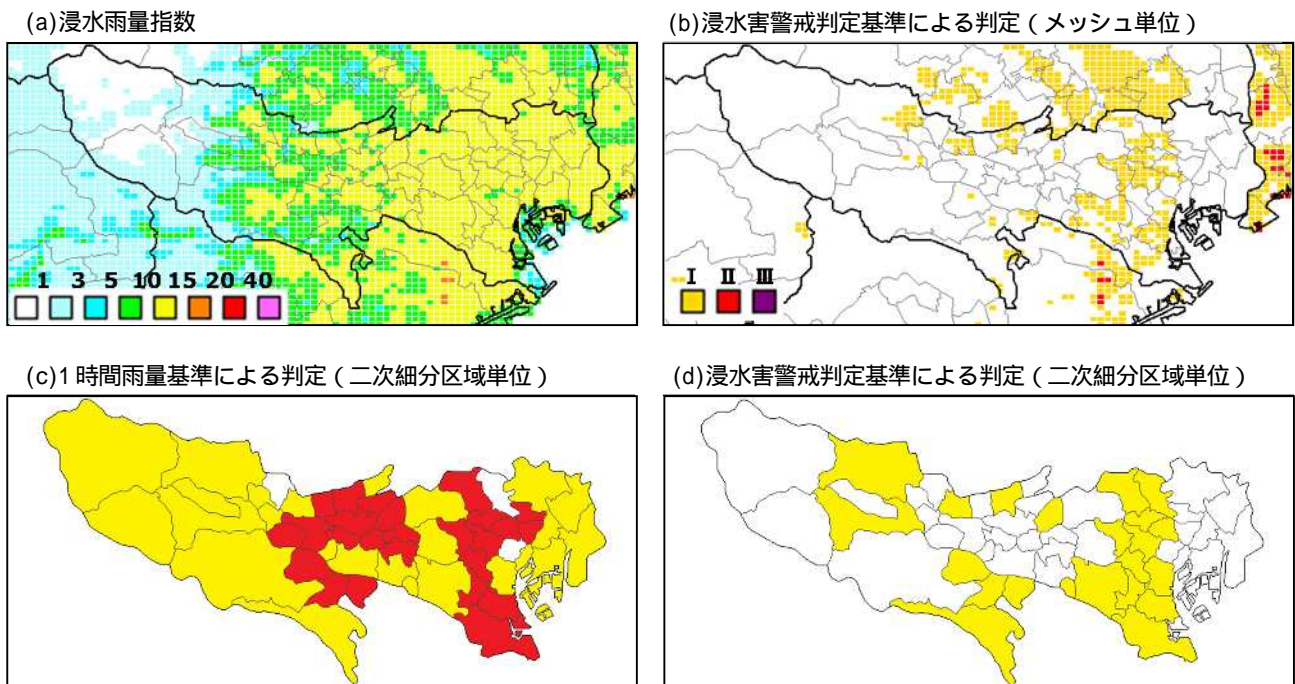 (a)浸水雨量指数
(b)浸水害警戒判定基準による判定(メッシュ単位)
1 3 5 10 15 20 40
Ⅰ Ⅱ Ⅲ
(c)1時間雨量基準による判定(二次細分区域単位)
(d)浸水害警戒判定基準による判定(二次細分区域単位)